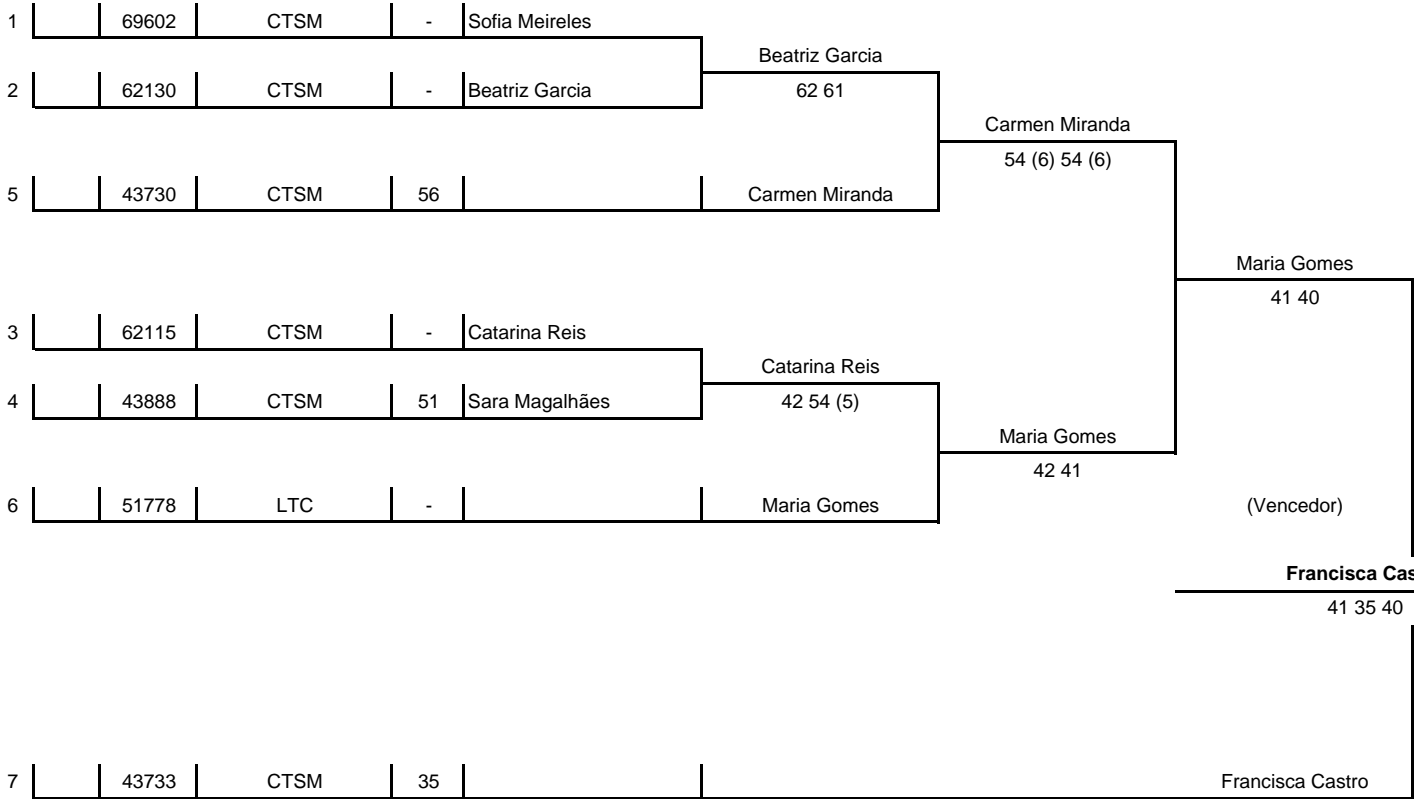 1 69602 CTSM - Sofia Meireles
Beatriz Garcia
2 62130 CTSM - Beatriz Garcia 62 61
Carmen Miranda
54 (6) 54 (6)
5 43730 CTSM 56 Carmen Miranda
Maria Gomes
41 40
3 62115 CTSM - Catarina Reis
Catarina Reis
4 43888 CTSM 51 Sara Magalhães 42 54 (5)
Maria Gomes
42 41
6 51778 LTC - Maria Gomes (Vencedor)
Francisca Cas
41 35 40
7 43733 CTSM 35 Francisca Castro